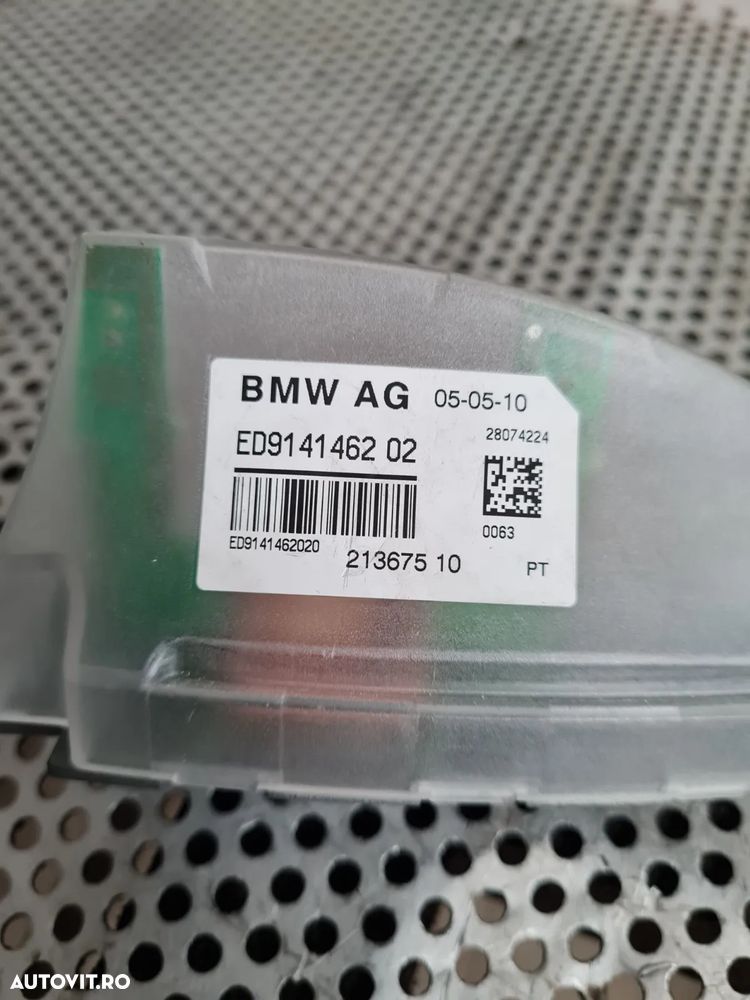 BMW AG 05-05-10
ED9141462 02
28074224
ED9141462020
0063
213675 10
PT
AUTOVIT.RO